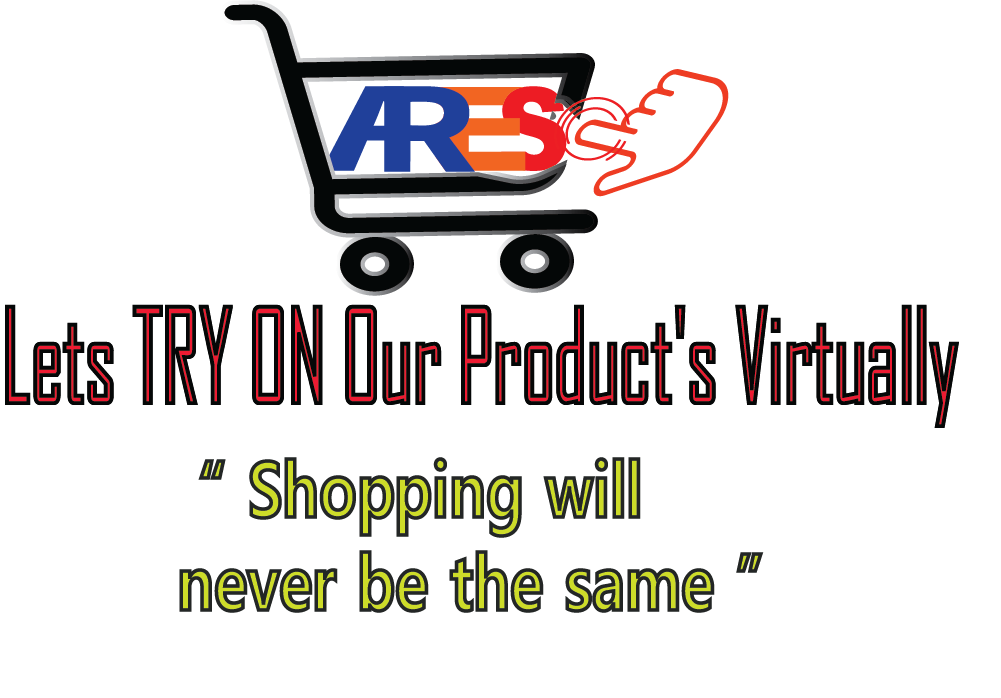 ARES
Lets TRY ON Our Product's Virtually
“ Shopping will
never be the same ”